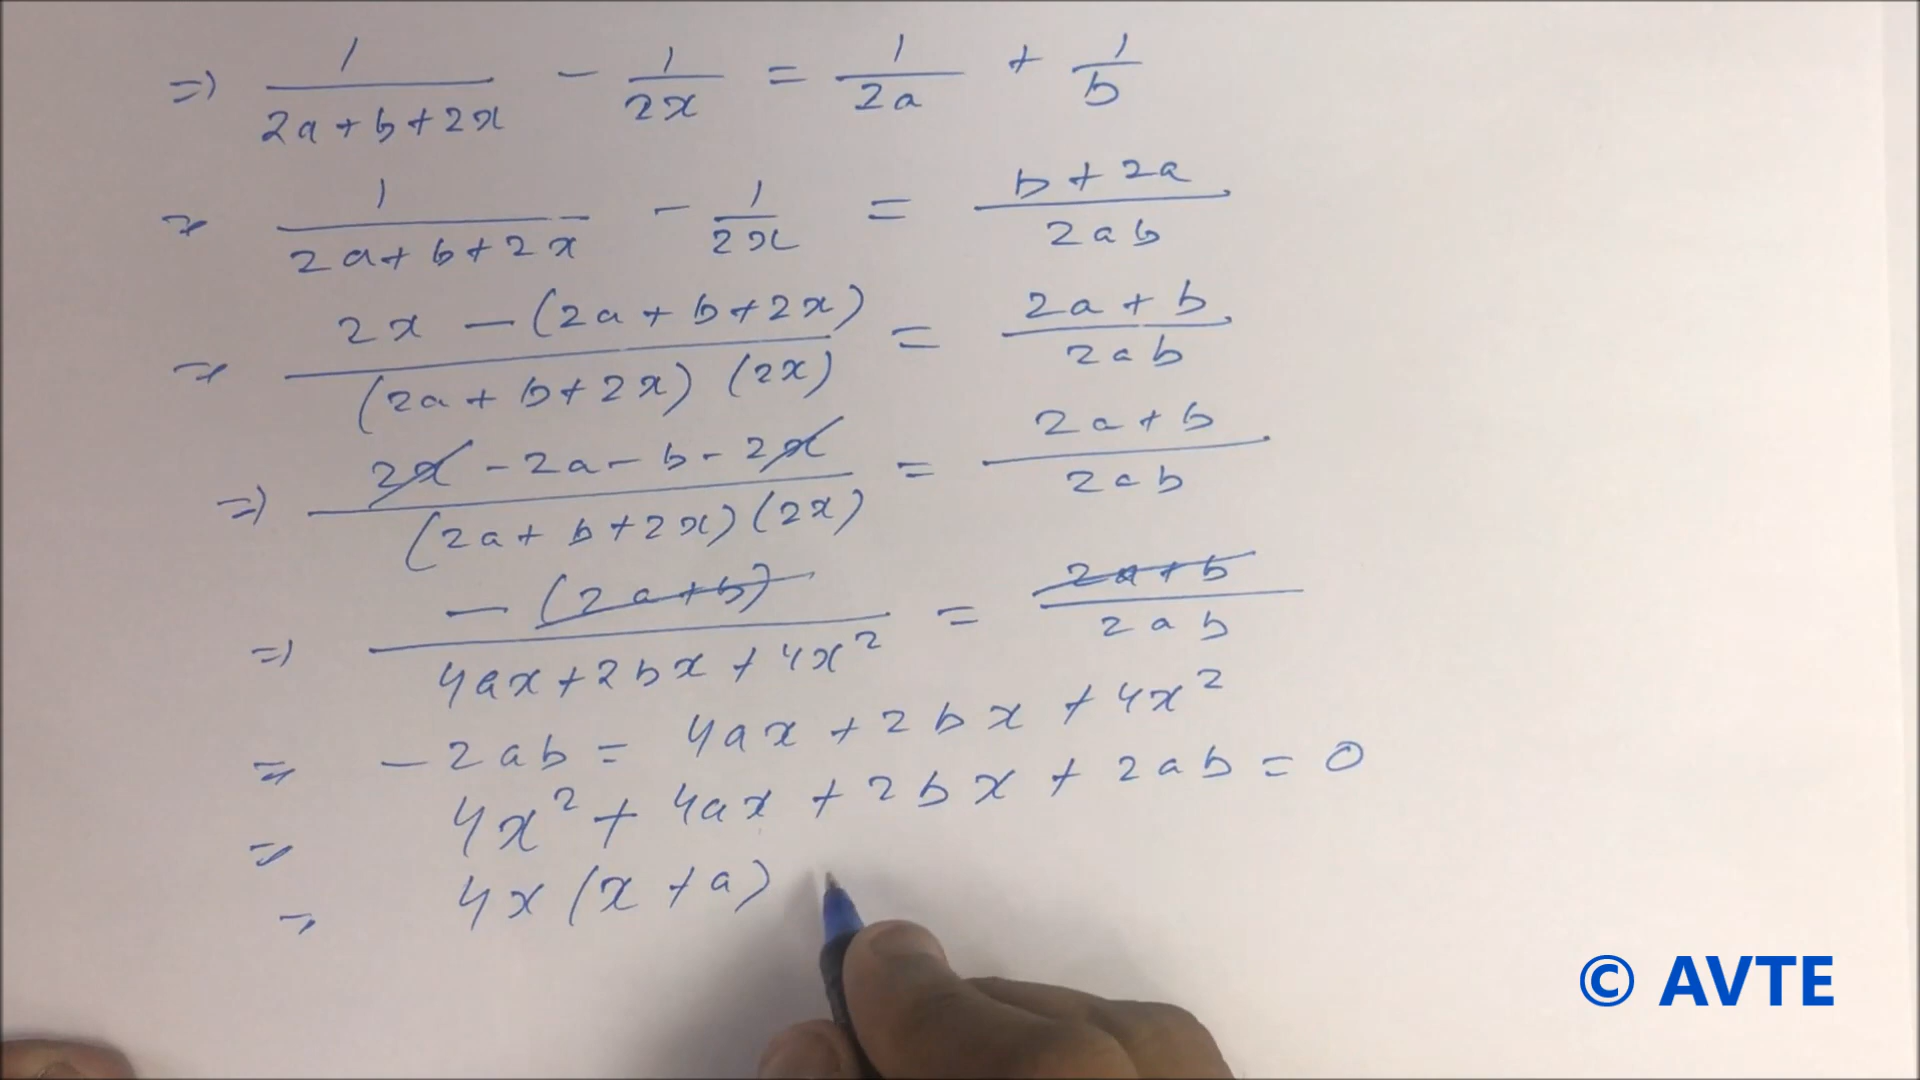 =) 1/(2a+b+2x) - 1/2x = 1/2a + 1/b
=> 1/(2a+b+2x) - 1/2x = (b+2a)/2ab
=> (2x-(2a+b+2x))/((2a+b+2x)(2x)) = (2a+b)/2ab
=) (2x-2a-b-2x)/((2a+b+2x)(2x)) = (2a+b)/2ab
=) -(2a+b)/(4ax+2bx+4x²) = (2a+b)/2ab
=> -2ab = 4ax+2bx+4x²
=> 4x²+4ax+2bx+2ab=0
=> 4x(x+a)
© AVTE